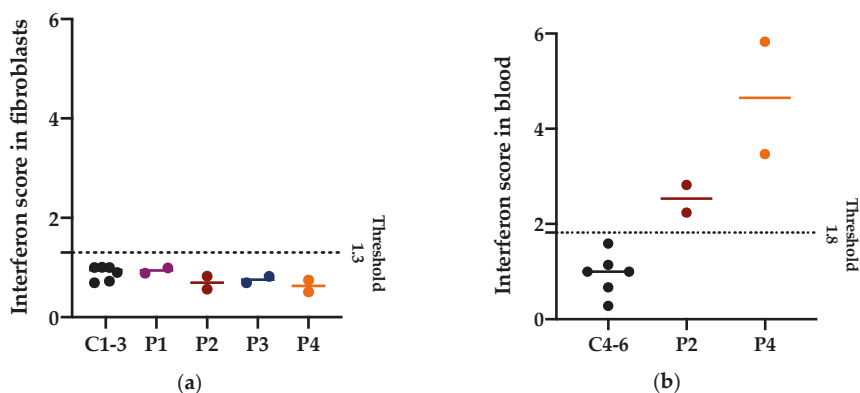 Interferon score in fibroblasts
6
4
2
0
Threshold
1.3
C1-3 P1 P2 P3 P4
(a)
Interferon score in blood
6
4
2
0
Threshold
1.8
C4-6 P2 P4
(b)